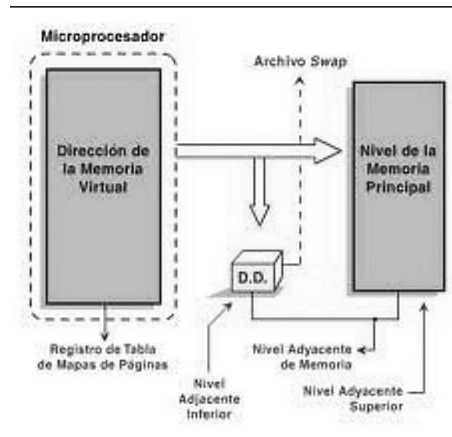 Microprocesador
Archivo Swap
Dirección de
la Memoria
Virtual
Nivel de la
Memoria
Principal
D.D.
Registro de Tabla
de Mapas de Páginas
Nivel
Adjacente
Inferior
Nivel Adyacente
de Memoria
Nivel Adyacente
Superior